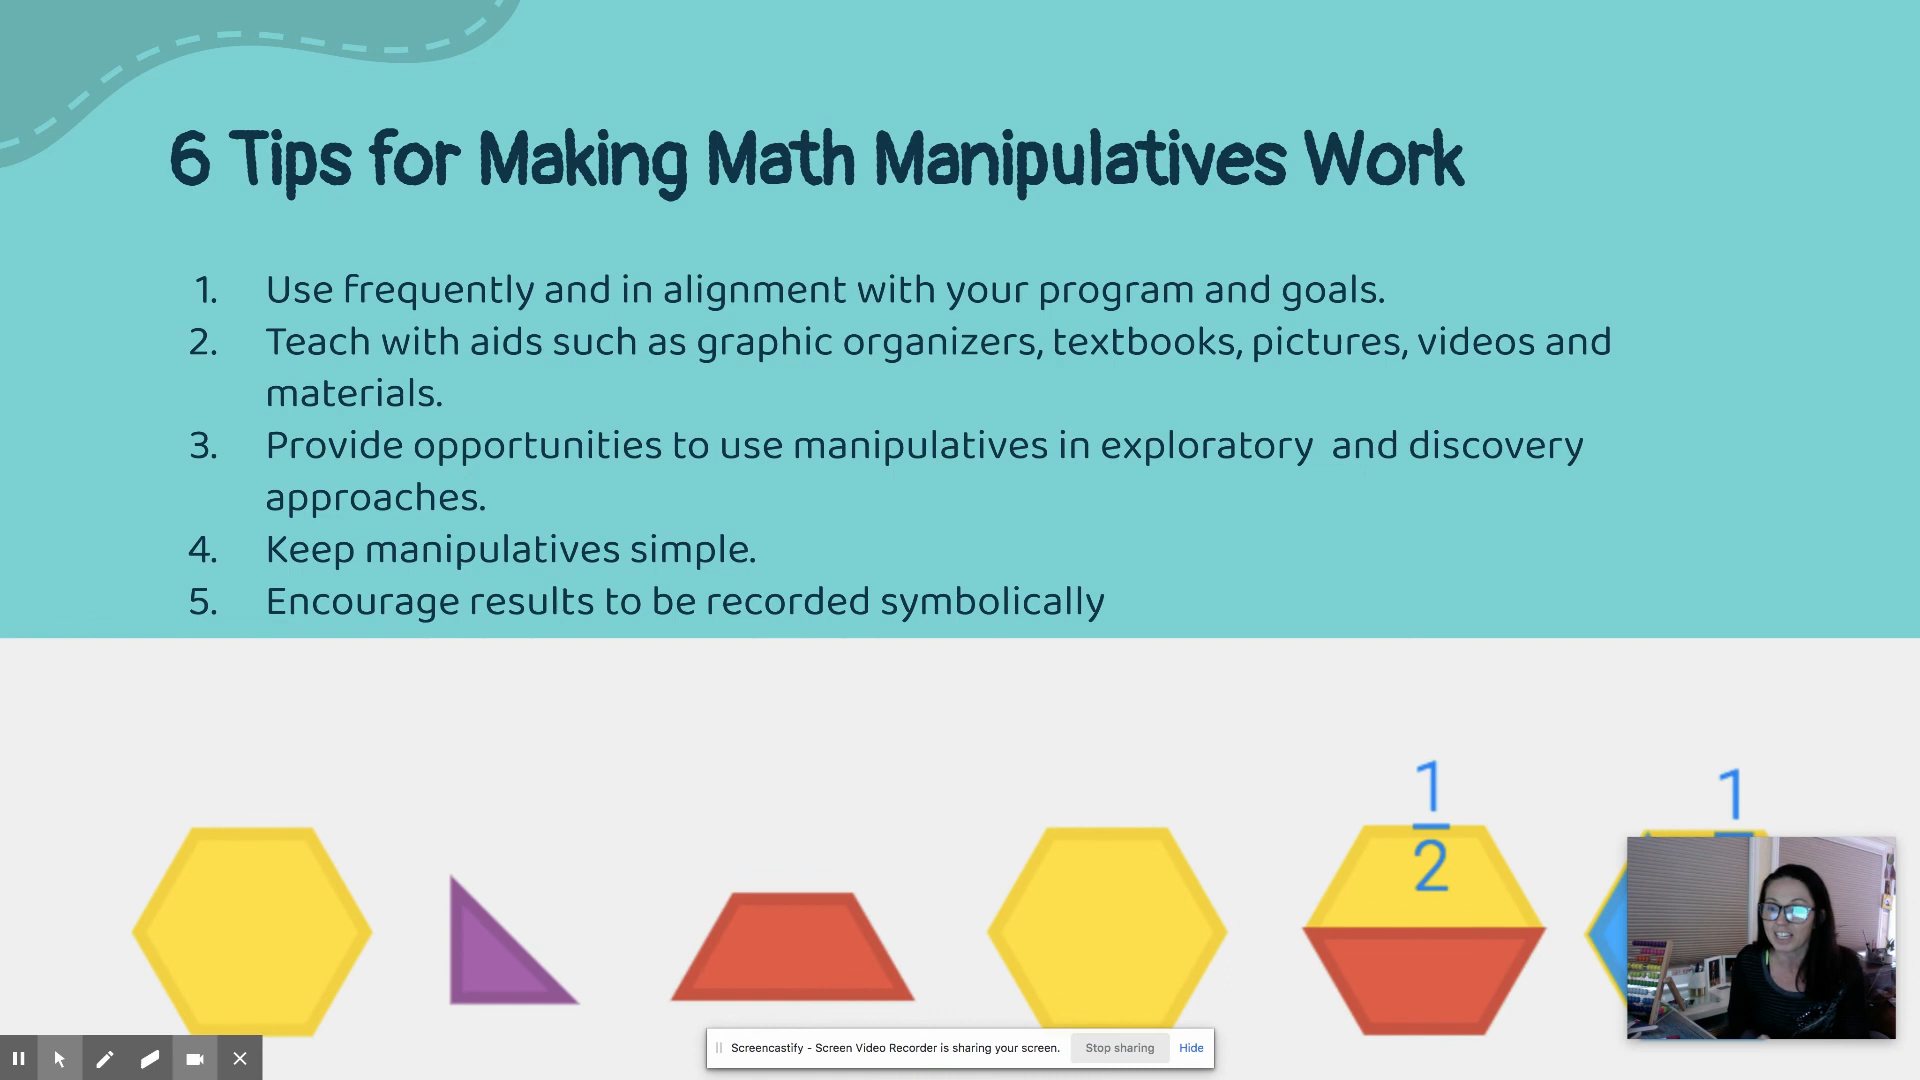 6 Tips for Making Math Manipulatives Work
1. Use frequently and in alignment with your program and goals.
2. Teach with aids such as graphic organizers, textbooks, pictures, videos and
materials.
3. Provide opportunities to use manipulatives in exploratory  and discovery
approaches.
4. Keep manipulatives simple.
5. Encourage results to be recorded symbolically
1
2
1
Screencastify - Screen Video Recorder is sharing your screen. Stop sharing Hide